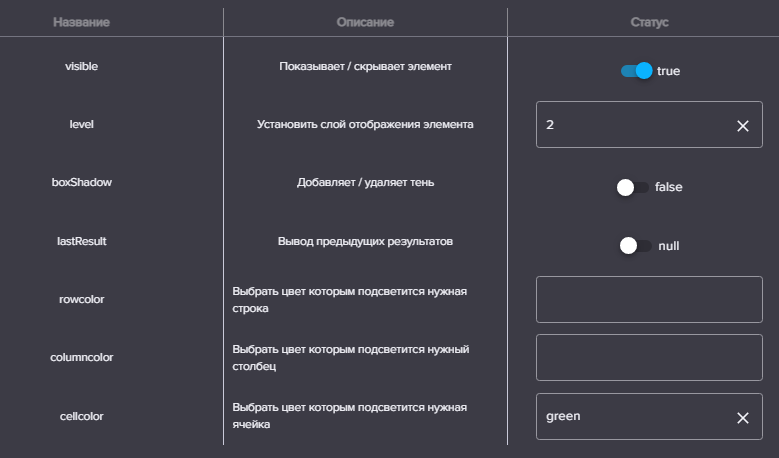 Название Описание Статус
visible Показывает / скрывает элемент true
level Установить слой отображения элемента 2
boxShadow Добавляет / удаляет тень false
lastResult Вывод предыдущих результатов null
rowcolor Выбрать цвет которым подсветится нужная
строка
columncolor Выбрать цвет которым подсветится нужный
столбец
cellcolor Выбрать цвет которым подсветится нужная green
ячейка